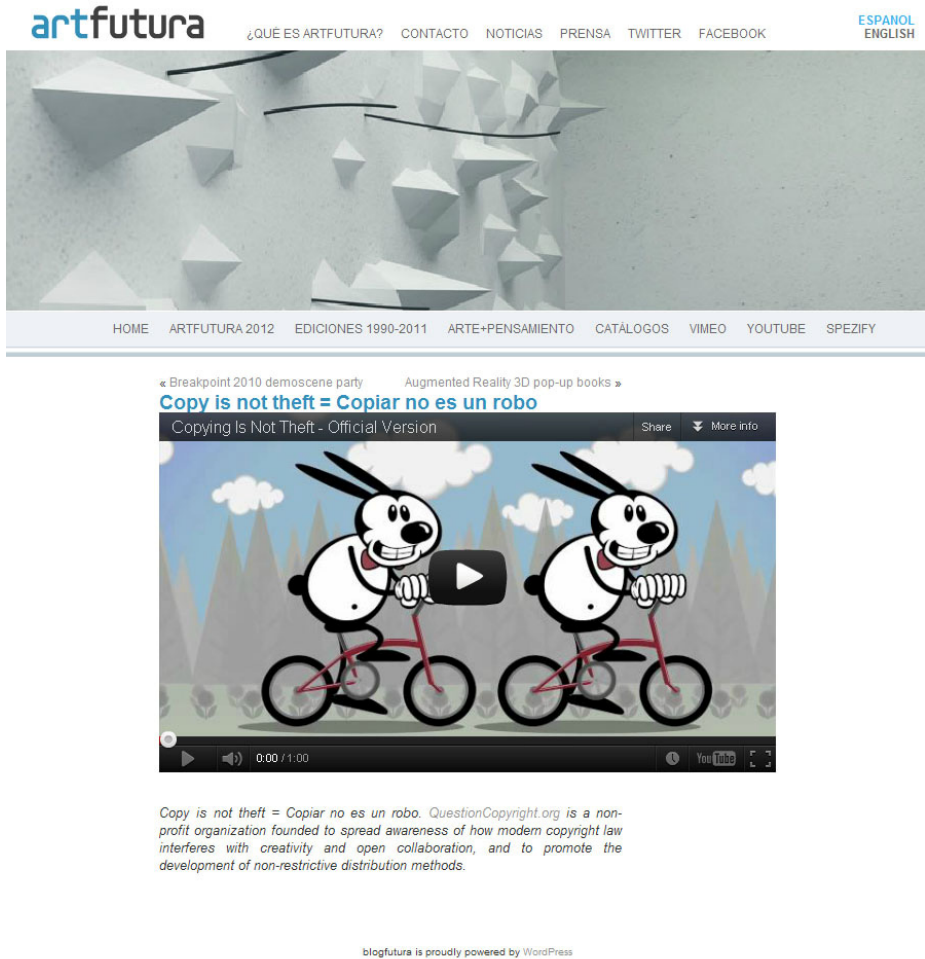 artfutura
¿QUÉ ES ARTFUTURA? CONTACTO NOTICIAS PRENSA TWITTER FACEBOOK
ESPANOL
ENGLISH
HOME ARTFUTURA 2012 EDICIONES 1990-2011 ARTE+PENSAMIENTO CATÁLOGOS VIMEO YOUTUBE SPEZIFY
« Breakpoint 2010 demoscene party Augmented Reality 3D pop-up books »
Copy is not theft = Copiar no es un robo
Copying Is Not Theft - Official Version Share More info
0:00 / 1:00 YouTube
Copy is not theft = Copiar no es un robo. QuestionCopyright.org is a non-
profit organization founded to spread awareness of how modern copyright law
interferes with creativity and open collaboration, and to promote the
development of non-restrictive distribution methods.
blogfutura is proudly powered by WordPress